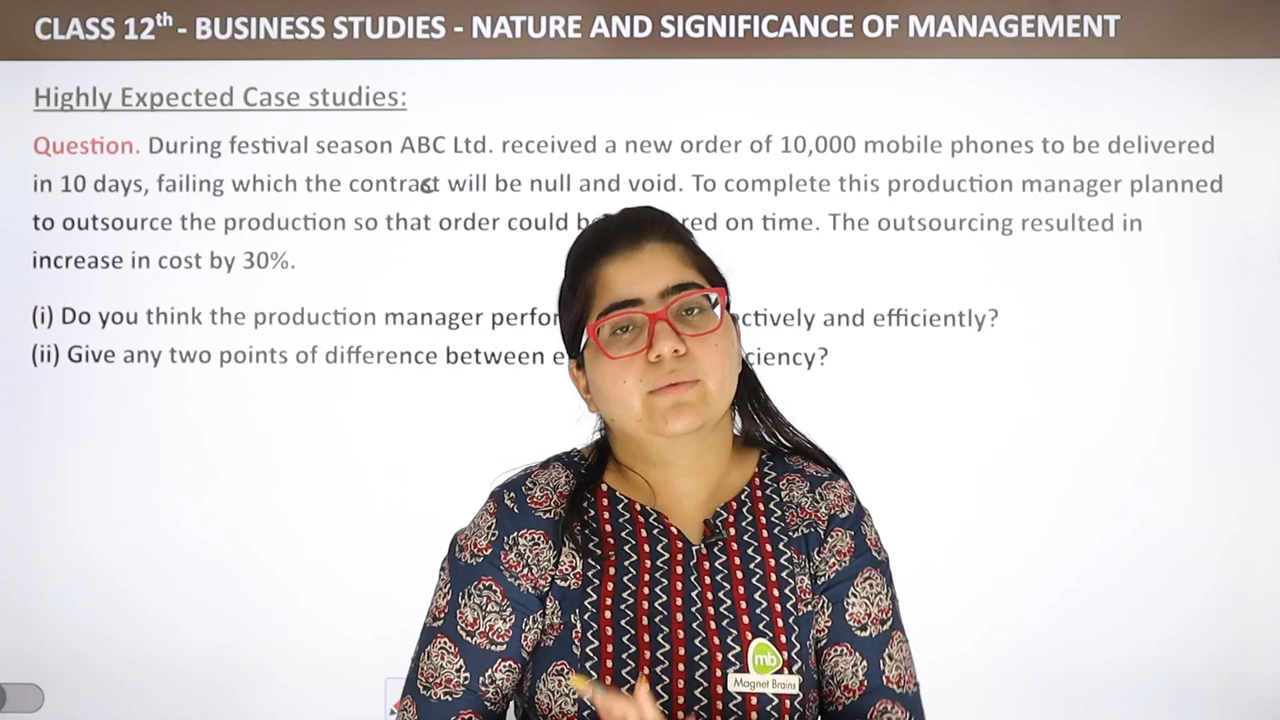 CLASS 12th - BUSINESS STUDIES - NATURE AND SIGNIFICANCE OF MANAGEMENT
Highly Expected Case studies:
Question. During festival season ABC Ltd. received a new order of 10,000 mobile phones to be delivered
in 10 days, failing which the contract will be null and void. To complete this production manager planned
to outsource the production so that order could on time. The outsourcing resulted in
increase in cost by 30%.
(i) Do you think the production manager and efficiently?
(ii) Give any two points of difference between
mb
Magnet Brains